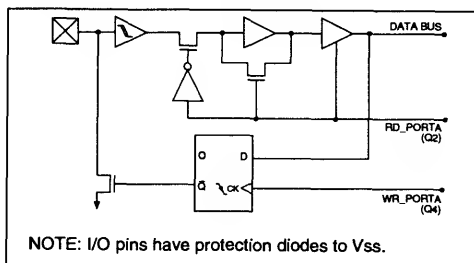 DATA BUS
RD_PORTA
(Q2)
Q D
Q̄ CK
WR_PORTA
(Q4)
NOTE: I/O pins have protection diodes to Vss.